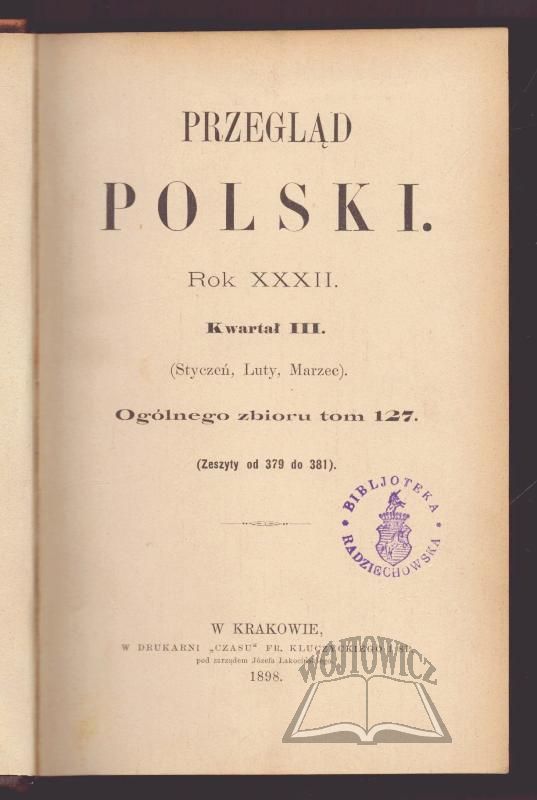 PRZEGLĄD
POLSKI.
Rok XXXII.
Kwartał III.
(Styczeń, Luty, Marzec).
Ogólnego zbioru tom 127.
(Zeszyty od 379 do 381).
BIBLJOTEKA
RADZIECHOWSKA
W KRAKOWIE,
W DRUKARNI „CZASU“ FR. KLUCZYCKIEGO I SP.
pod zarządem Józefa Łakocińskiego.
1898.
WÓJTOWICZ